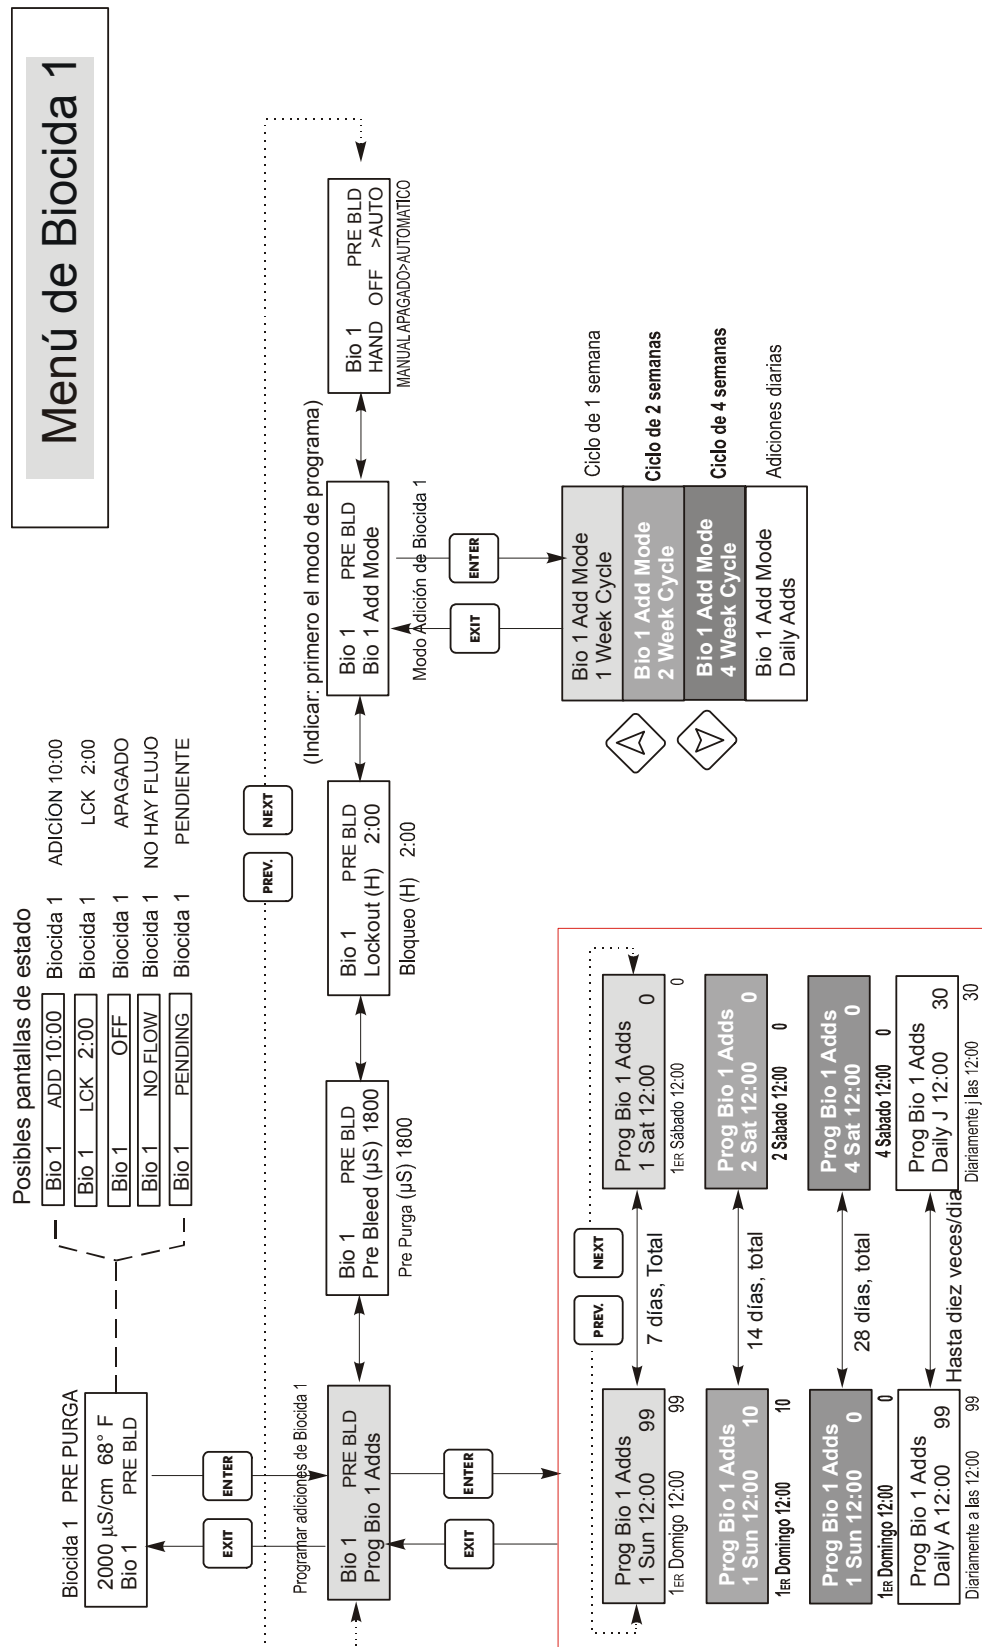 Menú de Biocida 1
Posibles pantallas de estado
Bio 1 ADD 10:00 Biocida 1 ADICÍON 10:00
Bio 1 LCK 2:00 Biocida 1 LCK 2:00
Bio 1 OFF Biocida 1 APAGADO
Bio 1 NO FLOW Biocida 1 NO HAY FLUJO
Bio 1 PENDING Biocida 1 PENDIENTE
Biocida 1 PRE PURGA
2000 µS/cm 68° F
Bio 1 PRE BLD
EXIT
ENTER
PREV.
NEXT
Programar adiciones de Biocida 1
Bio 1 PRE BLD
Prog Bio 1 Adds
Bio 1 PRE BLD
Pre Bleed (µS) 1800
Pre Purga (µS) 1800
Bio 1 PRE BLD
Lockout (H) 2:00
Bloqueo (H) 2:00
(Indicar: primero el modo de programa)
Bio 1 PRE BLD
Bio 1 Add Mode
Modo Adición de Biocida 1
Bio 1 PRE BLD
HAND OFF >AUTO
MANUAL APAGADO>AUTOMATICO
EXIT
ENTER
EXIT
ENTER
Bio 1 Add Mode
1 Week Cycle
Ciclo de 1 semana
Bio 1 Add Mode
2 Week Cycle
Ciclo de 2 semanas
Bio 1 Add Mode
4 Week Cycle
Ciclo de 4 semanas
Bio 1 Add Mode
Daily Adds
Adiciones diarias
PREV.
NEXT
Prog Bio 1 Adds
1 Sun 12:00 99
1ER Domigo 12:00 99
7 días, Total
Prog Bio 1 Adds
1 Sat 12:00 0
1ER Sábado 12:00 0
Prog Bio 1 Adds
1 Sun 12:00 10
1ER Domingo 12:00 10
14 días, total
Prog Bio 1 Adds
2 Sat 12:00 0
2 Sabado 12:00 0
Prog Bio 1 Adds
1 Sun 12:00 0
1ER Domingo 12:00 0
28 días, total
Prog Bio 1 Adds
4 Sat 12:00 0
4 Sabado 12:00 0
Prog Bio 1 Adds
Daily A 12:00 99
Diariamente a las 12:00 99
Hasta diez veces/dia
Prog Bio 1 Adds
Daily J 12:00 30
Diariamente j las 12:00 30